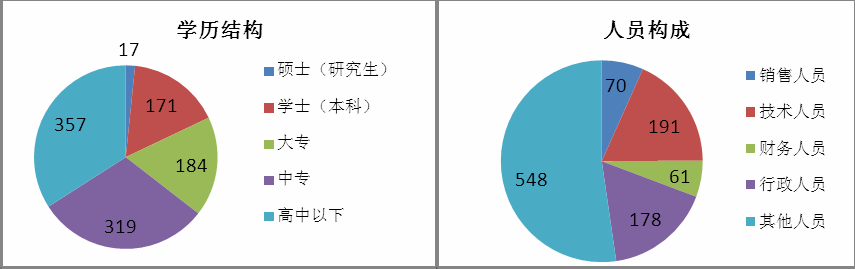 学历结构
17
171
184
319
357
硕士（研究生）
学士（本科）
大专
中专
高中以下
人员构成
70
191
61
178
548
销售人员
技术人员
财务人员
行政人员
其他人员